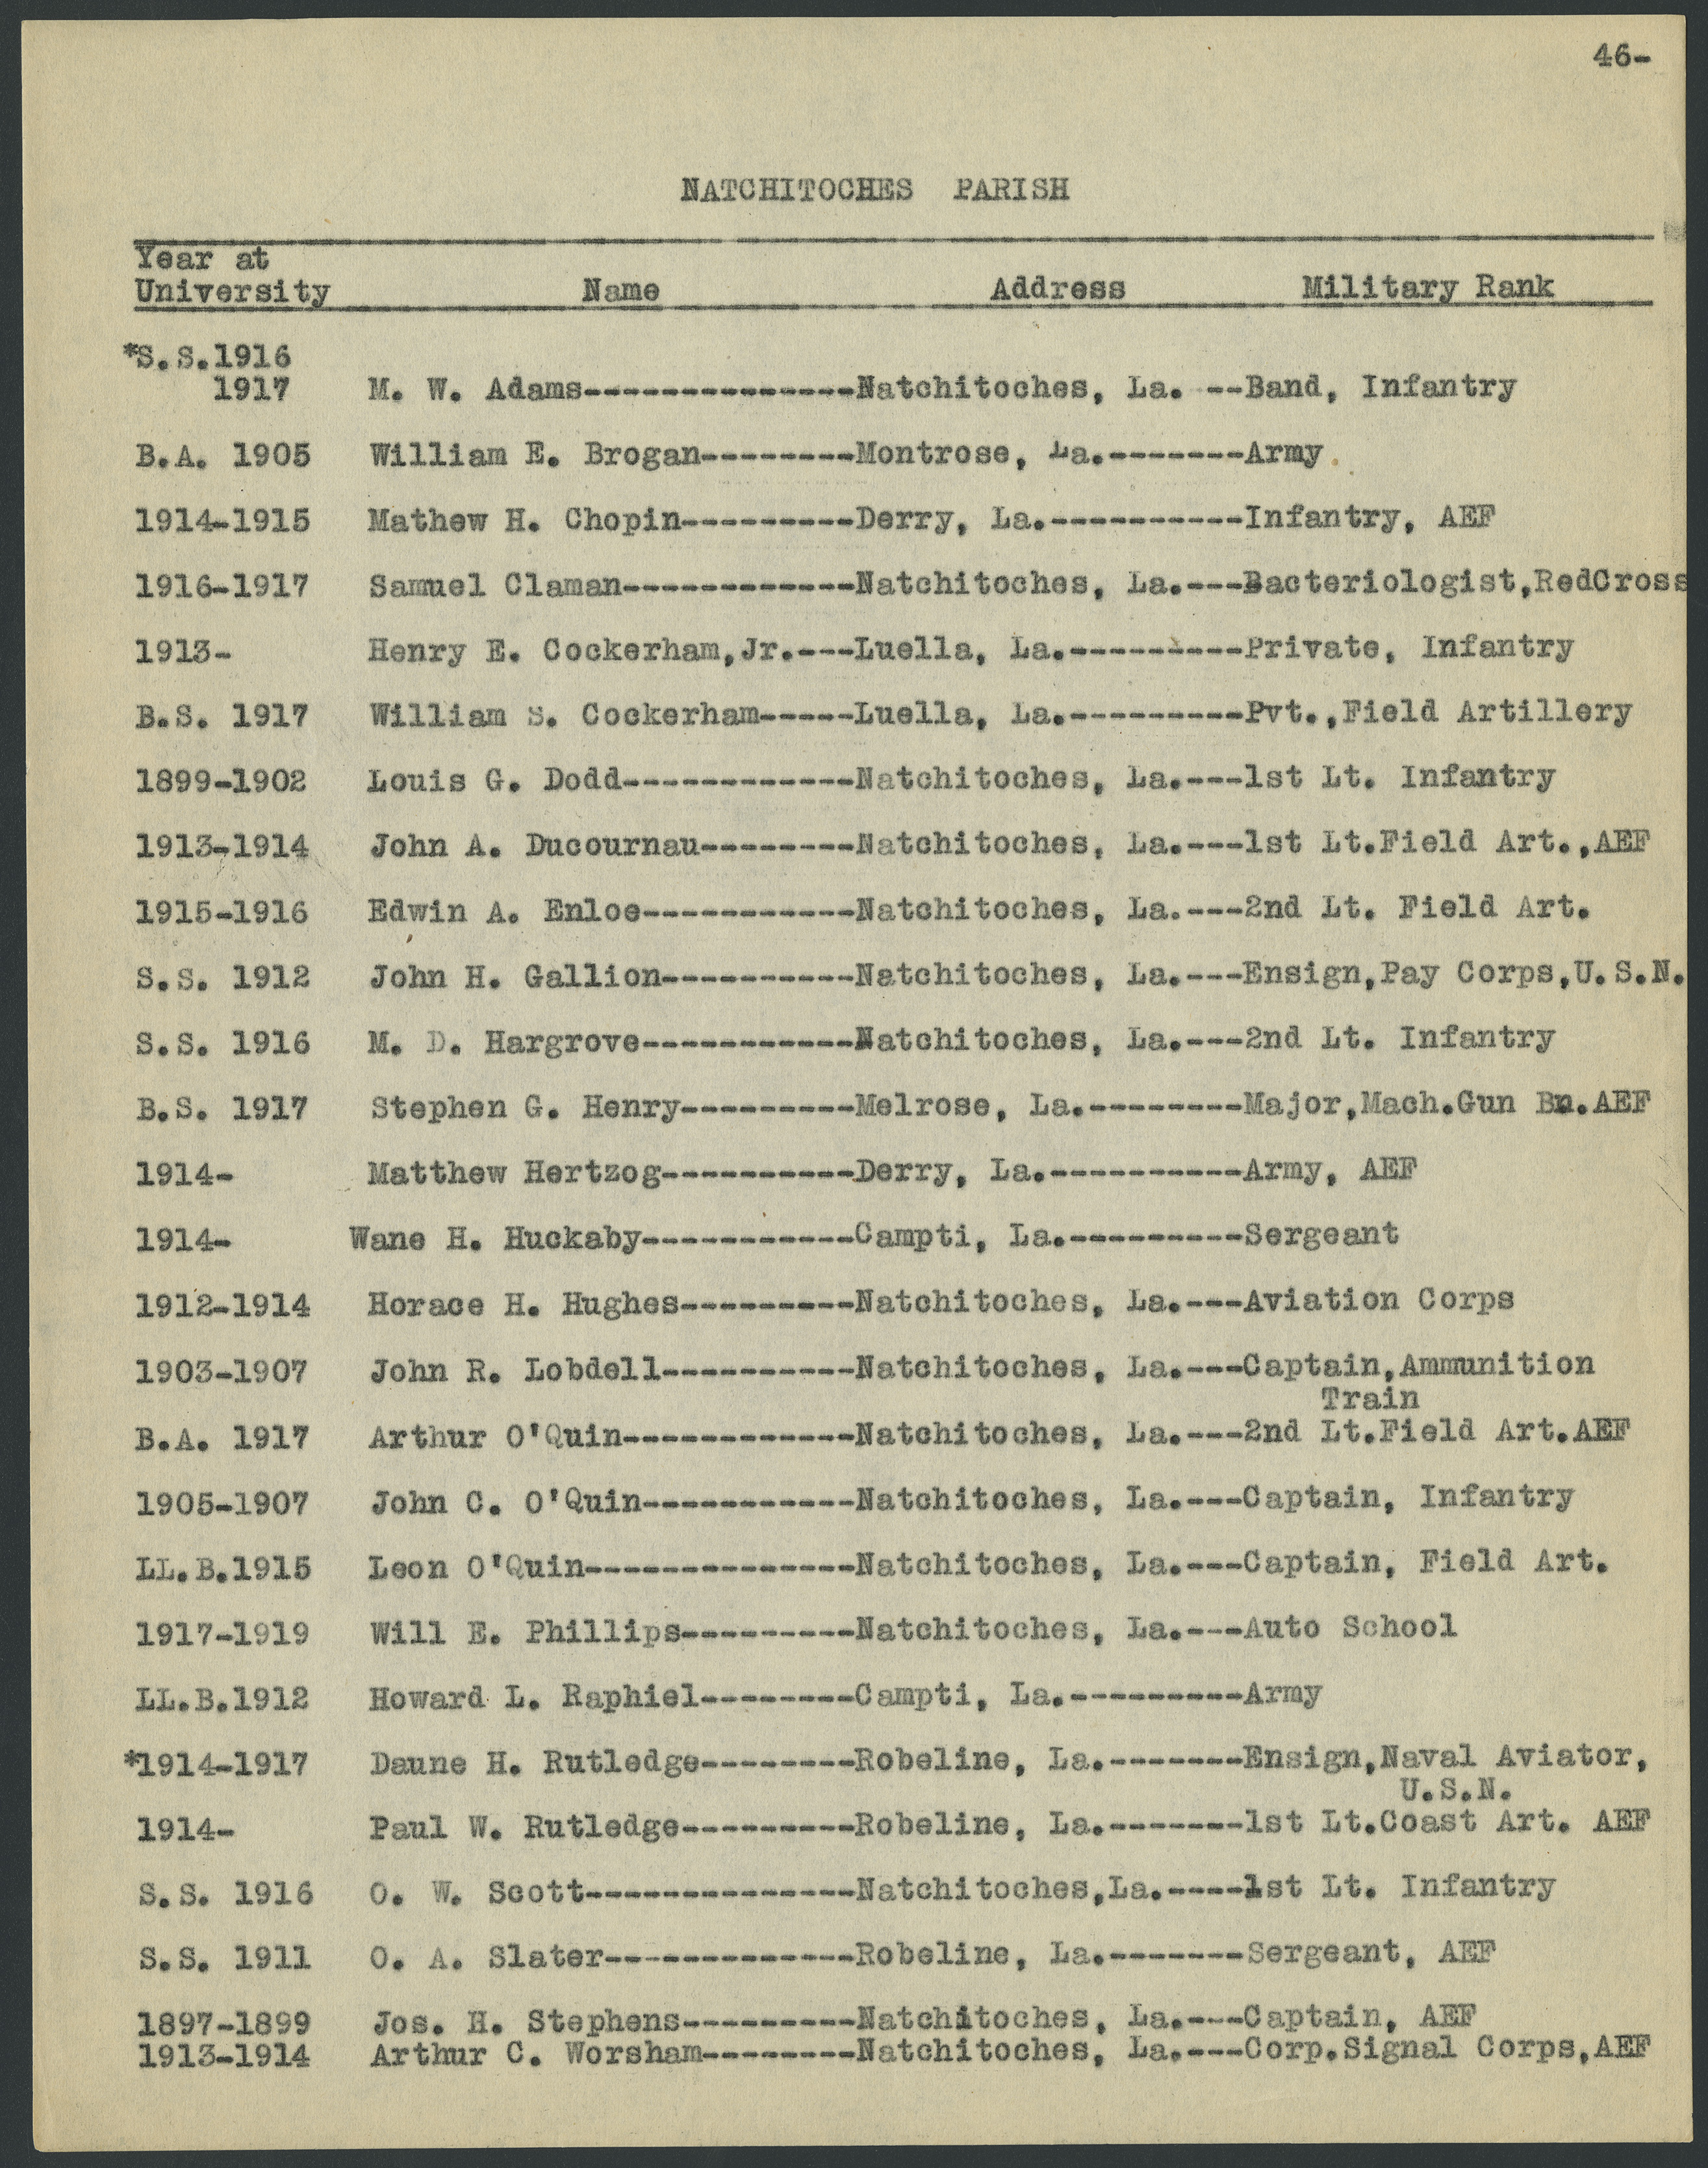 46-
NATCHITOCHES PARISH
Year at
University Name Address Military Rank
*S.S.1916
1917 M. W. Adams--------------Natchitoches, La. --Band, Infantry
B.A. 1905 William E. Brogan--------Montrose, La.-------Army.
1914-1915 Mathew H. Chopin---------Derry, La.----------Infantry, AEF
1916-1917 Samuel Claman------------Natchitoches, La.---Bacteriologist,RedCross
1913- Henry E. Cockerham,Jr.---Luella, La.---------Private, Infantry
B.S. 1917 William S. Cockerham-----Luella, La.---------Pvt.,Field Artillery
1899-1902 Louis G. Dodd------------Natchitoches, La.---1st Lt. Infantry
1913-1914 John A. Ducournau--------Natchitoches, La.---1st Lt.Field Art.,AEF
1915-1916 Edwin A. Enloe-----------Natchitoches, La.---2nd Lt. Field Art.
S.S. 1912 John H. Gallion----------Natchitoches, La.---Ensign,Pay Corps,U.S.N.
S.S. 1916 M. D. Hargrove-----------Natchitoches, La.---2nd Lt. Infantry
B.S. 1917 Stephen G. Henry---------Melrose, La.--------Major,Mach.Gun Bn.AEF
1914- Matthew Hertzog----------Derry, La.----------Army, AEF
1914- Wane H. Huckaby-----------Campti, La.---------Sergeant
1912-1914 Horace H. Hughes---------Natchitoches, La.---Aviation Corps
1903-1907 John R. Lobdell----------Natchitoches, La.---Captain,Ammunition
Train
B.A. 1917 Arthur O'Quin------------Natchitoches, La.---2nd Lt.Field Art.AEF
1905-1907 John C. O'Quin-----------Natchitoches, La.---Captain, Infantry
LL.B.1915 Leon O'Quin--------------Natchitoches, La.---Captain, Field Art.
1917-1919 Will E. Phillips---------Natchitoches, La.---Auto School
LL.B.1912 Howard L. Raphiel--------Campti, La.---------Army
*1914-1917 Daune H. Rutledge--------Robeline, La.-------Ensign,Naval Aviator,
U.S.N.
1914- Paul W. Rutledge---------Robeline, La.-------1st Lt.Coast Art. AEF
S.S. 1916 O. W. Scott--------------Natchitoches,La.----1st Lt. Infantry
S.S. 1911 O. A. Slater-------------Robeline, La.-------Sergeant, AEF
1897-1899 Jos. H. Stephens---------Natchitoches, La.---Captain, AEF
1913-1914 Arthur C. Worsham--------Natchitoches, La.---Corp.Signal Corps,AEF